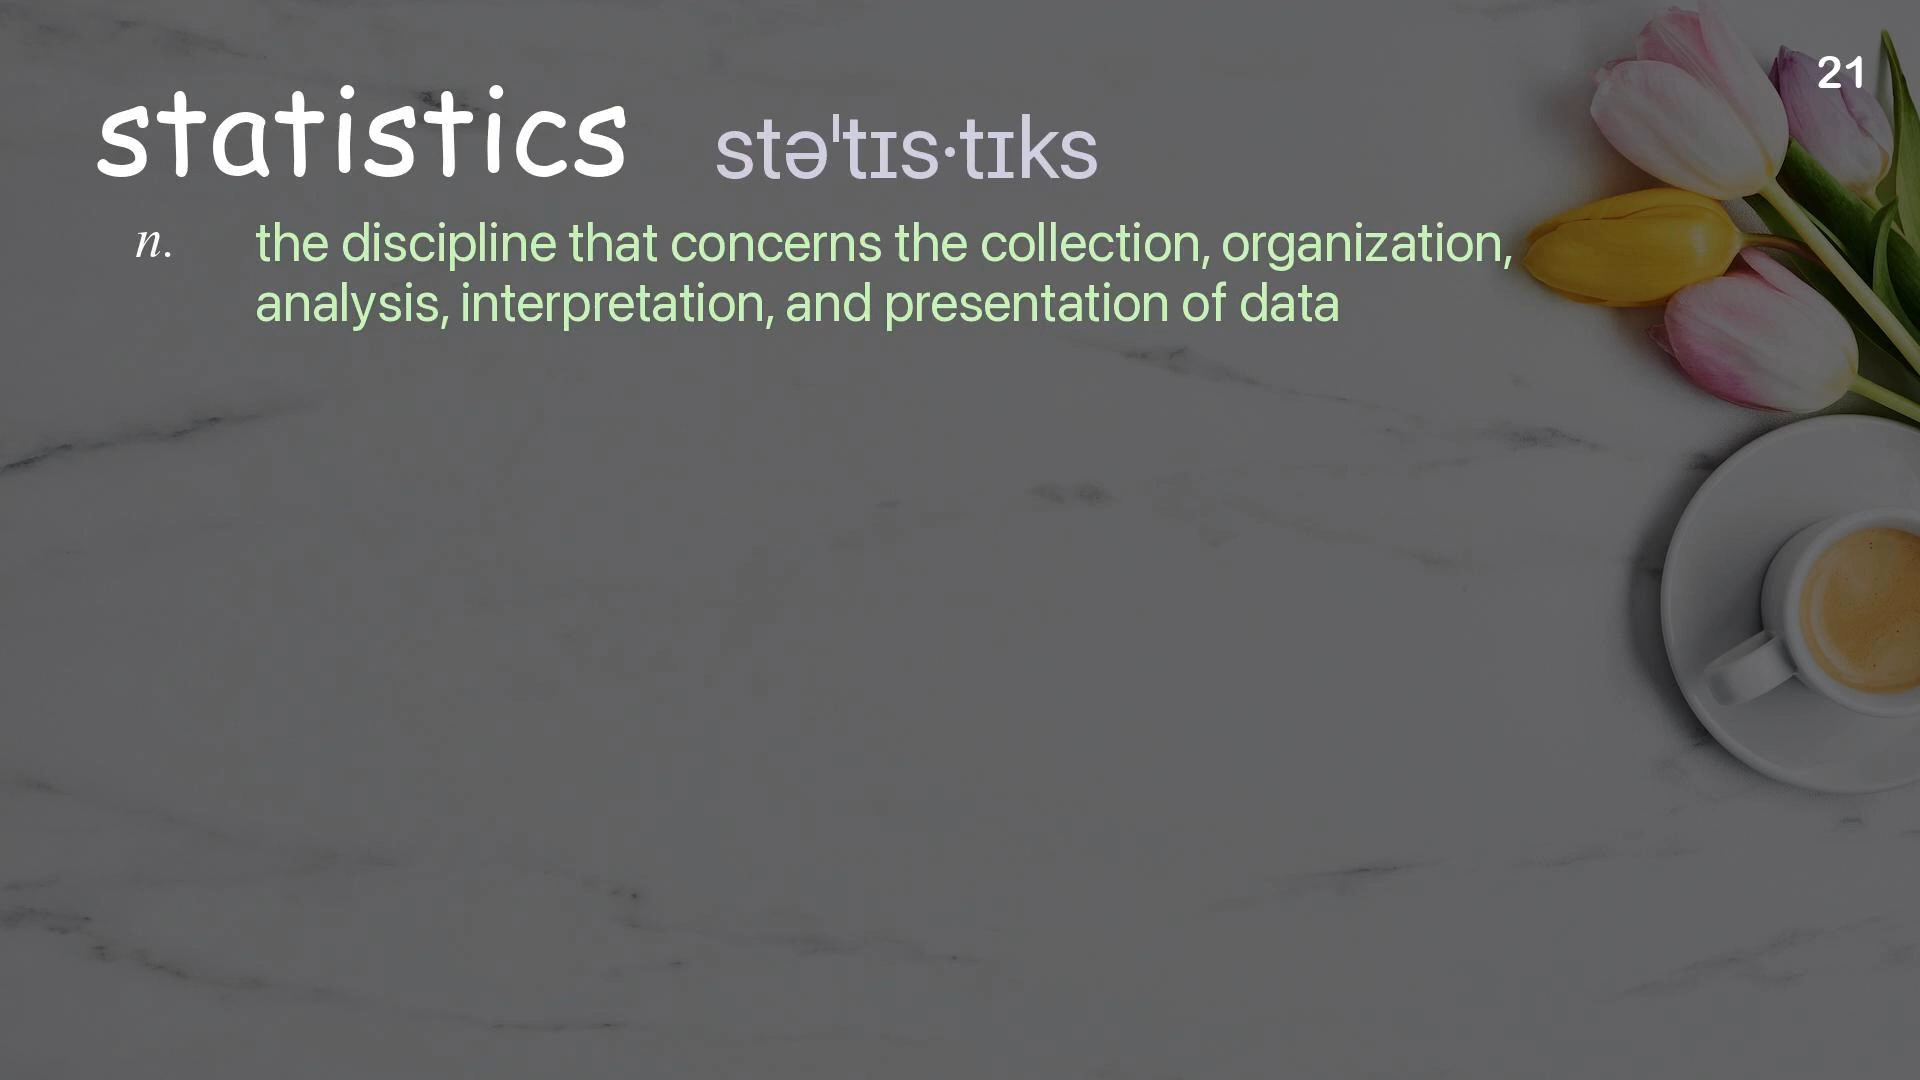 21
statistics stəˈtɪs·tɪks
n. the discipline that concerns the collection, organization,
analysis, interpretation, and presentation of data